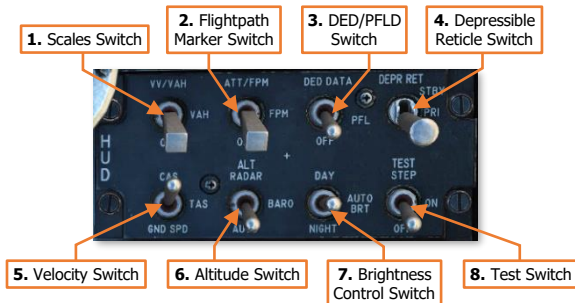 1. Scales Switch
2. Flightpath
Marker Switch
3. DED/PFLD
Switch
4. Depressible
Reticle Switch
VV/VAH
ATT/FPM
DED DATA
DEPR RET
STBY
VAH
FPM
PFL
PRI
OFF
HUD
CAS
ALT
RADAR
DAY
TEST
STEP
TAS
BARO
AUTO
BRT
ON
GND SPD
NIGHT
5. Velocity Switch
6. Altitude Switch
7. Brightness
Control Switch
8. Test Switch